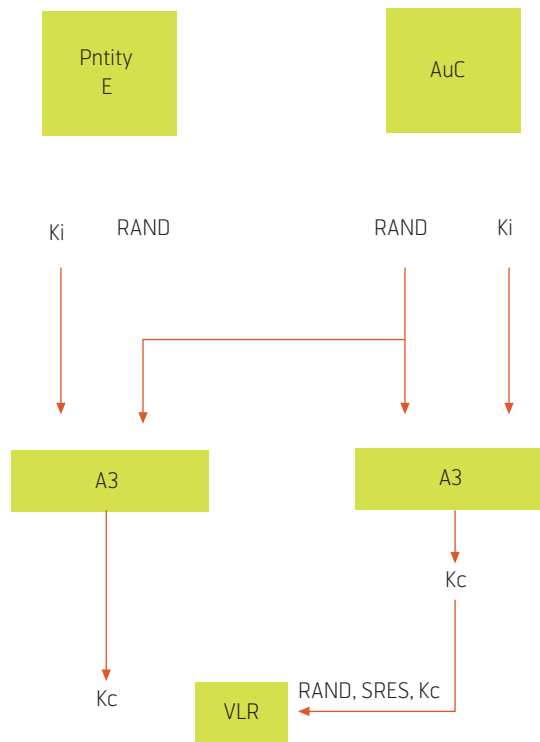 Pntity
E
AuC
Ki
RAND
RAND
Ki
A3
A3
Kc
Kc
RAND, SRES, Kc
VLR